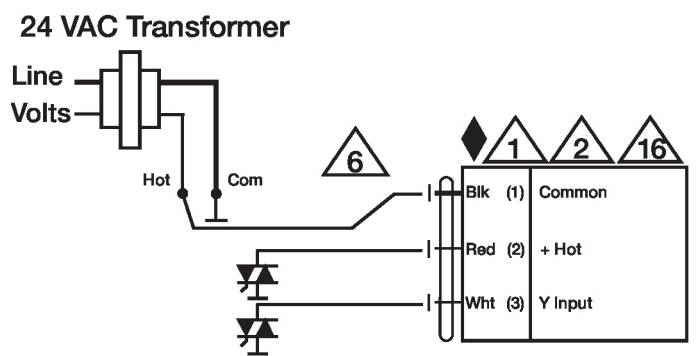 24 VAC Transformer
Line
Volts
Hot
Com
6
1
2
16
Blk (1) Common
Red (2) + Hot
Wht (3) Y Input